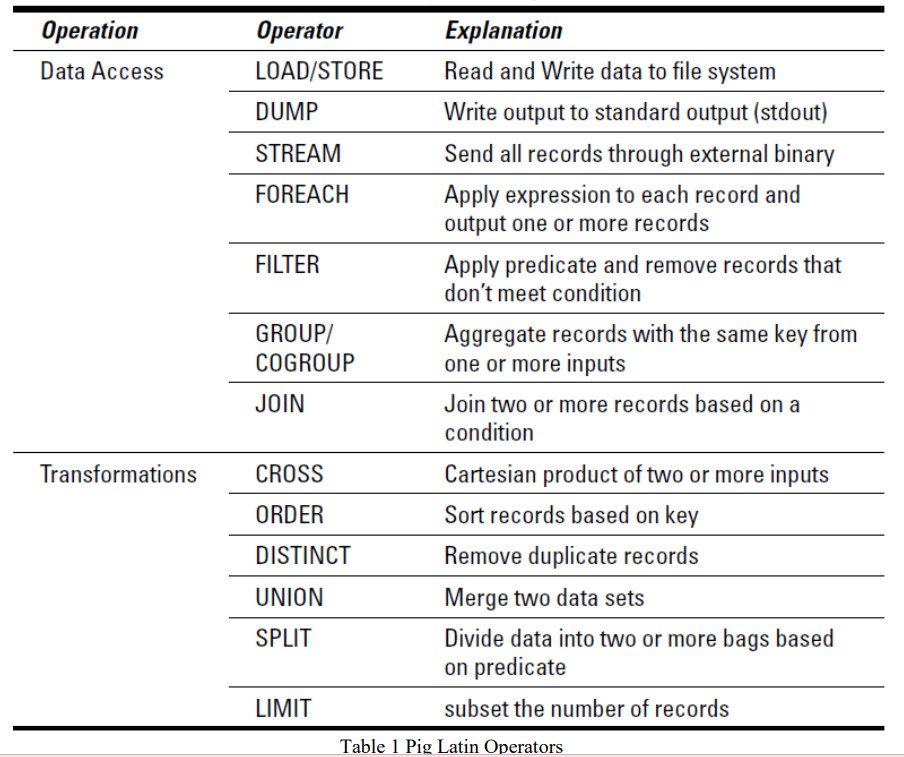 Operation Operator Explanation
Data Access LOAD/STORE Read and Write data to file system
DUMP Write output to standard output (stdout)
STREAM Send all records through external binary
FOREACH Apply expression to each record and
output one or more records
FILTER Apply predicate and remove records that
don't meet condition
GROUP/ Aggregate records with the same key from
COGROUP one or more inputs
JOIN Join two or more records based on a
condition
Transformations CROSS Cartesian product of two or more inputs
ORDER Sort records based on key
DISTINCT Remove duplicate records
UNION Merge two data sets
SPLIT Divide data into two or more bags based
on predicate
LIMIT subset the number of records
Table 1 Pig Latin Operators